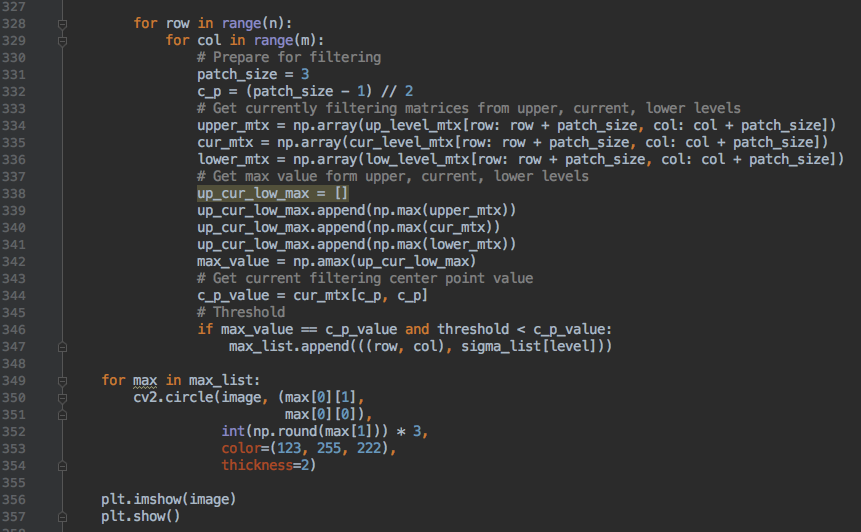 327
328 for row in range(n):
329 for col in range(m):
330 # Prepare for filtering
331 patch_size = 3
332 c_p = (patch_size - 1) // 2
333 # Get currently filtering matrices from upper, current, lower levels
334 upper_mtx = np.array(up_level_mtx[row: row + patch_size, col: col + patch_size])
335 cur_mtx = np.array(cur_level_mtx[row: row + patch_size, col: col + patch_size])
336 lower_mtx = np.array(low_level_mtx[row: row + patch_size, col: col + patch_size])
337 # Get max value form upper, current, lower levels
338 up_cur_low_max = []
339 up_cur_low_max.append(np.max(upper_mtx))
340 up_cur_low_max.append(np.max(cur_mtx))
341 up_cur_low_max.append(np.max(lower_mtx))
342 max_value = np.amax(up_cur_low_max)
343 # Get current filtering center point value
344 c_p_value = cur_mtx[c_p, c_p]
345 # Threshold
346 if max_value == c_p_value and threshold < c_p_value:
347 max_list.append(((row, col), sigma_list[level]))
348
349 for max in max_list:
350 cv2.circle(image, (max[0][1],
351 max[0][0]),
352 int(np.round(max[1])) * 3,
353 color=(123, 255, 222),
354 thickness=2)
355
356 plt.imshow(image)
357 plt.show()